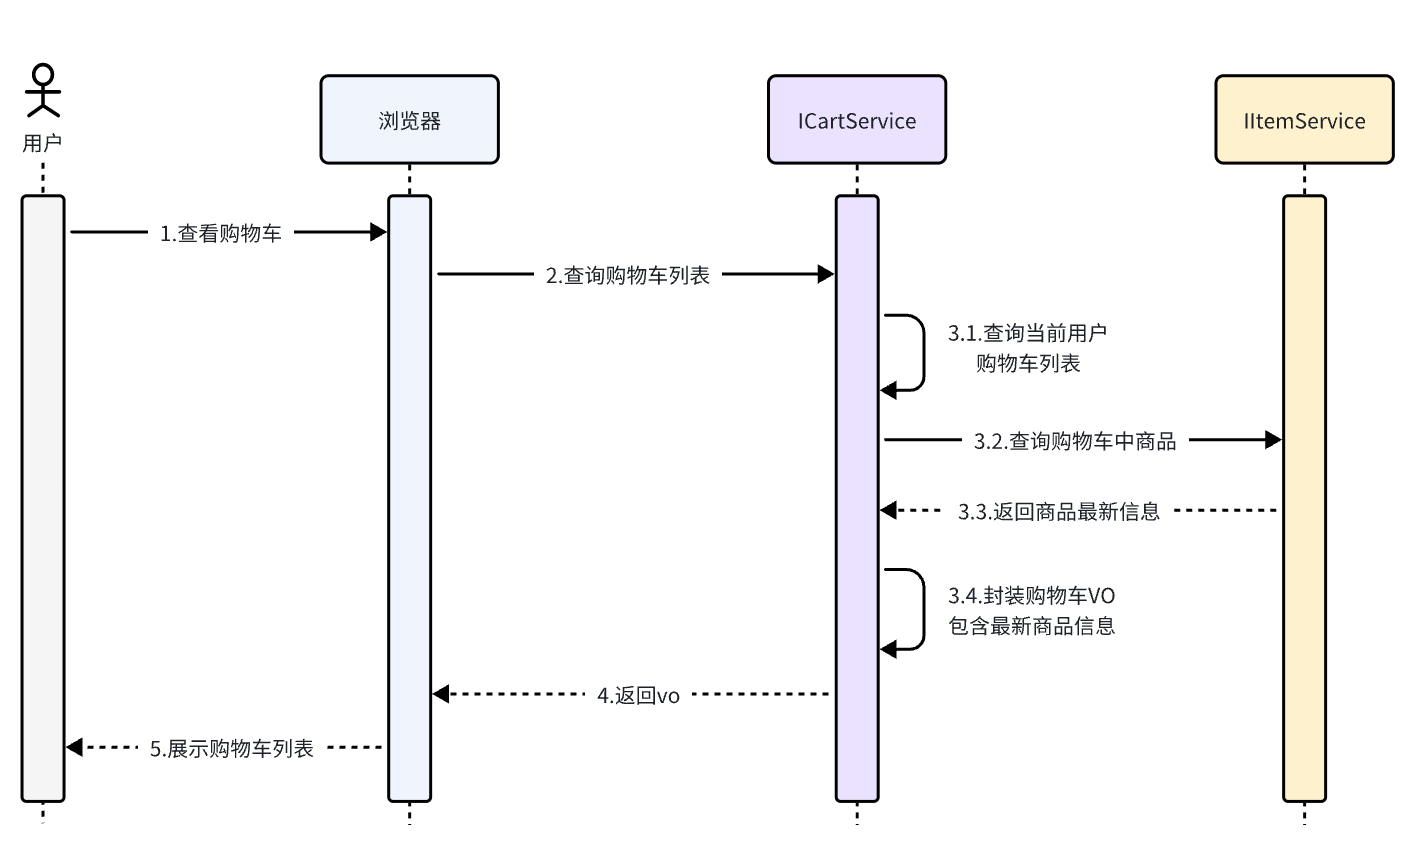 用户
浏览器
ICartService
IItemService
1.查看购物车
2.查询购物车列表
3.1.查询当前用户
购物车列表
3.2.查询购物车中商品
3.3.返回商品最新信息
3.4.封装购物车VO
包含最新商品信息
4.返回vo
5.展示购物车列表